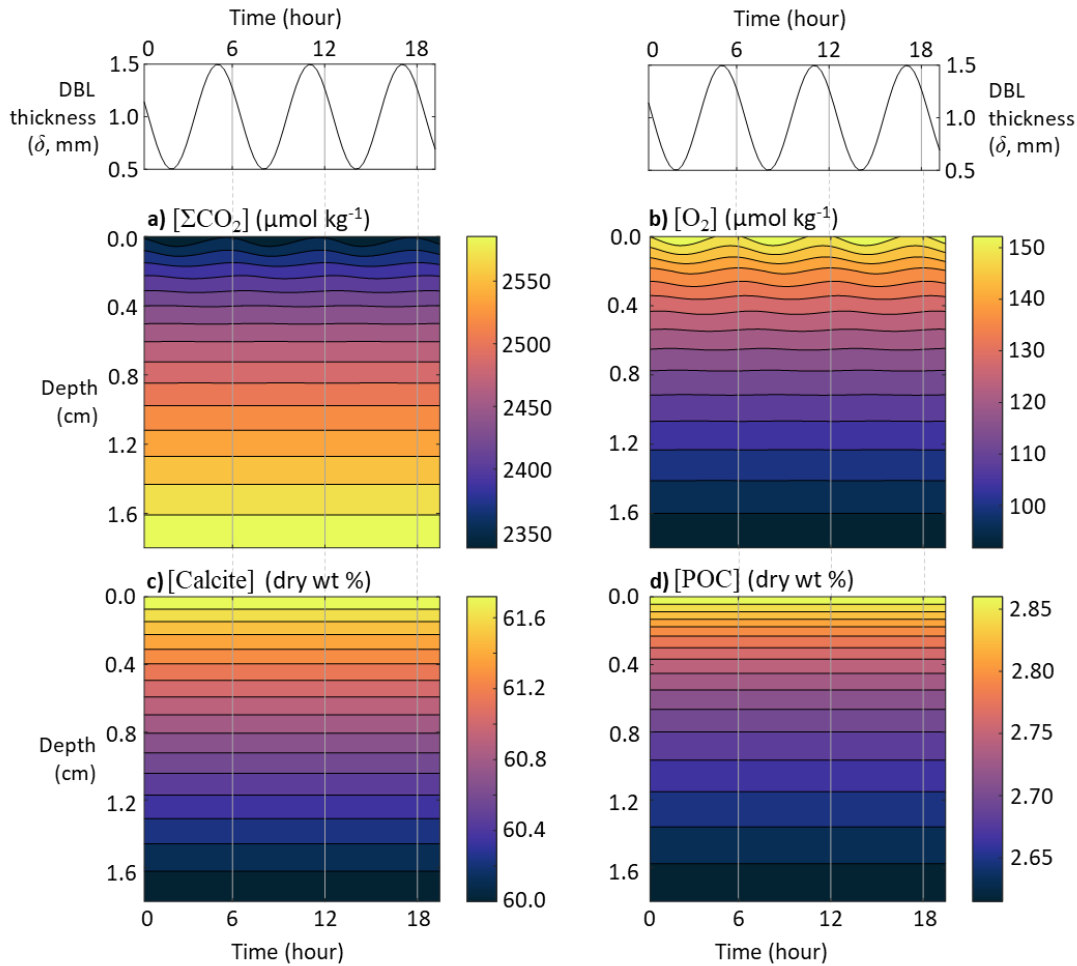 Time (hour)
Time (hour)
0 6 12 18
0 6 12 18
DBL
thickness
(δ, mm)
1.5
1.0
0.5
1.5
1.0
0.5
DBL
thickness
(δ, mm)
a) [ΣCO₂] (µmol kg⁻¹)
Depth
(cm)
0.0
0.4
0.8
1.2
1.6
2550
2500
2450
2400
2350
b) [O₂] (µmol kg⁻¹)
0.0
0.4
0.8
1.2
1.6
150
140
130
120
110
100
c) [Calcite] (dry wt %)
Depth
(cm)
0.0
0.4
0.8
1.2
1.6
61.6
61.2
60.8
60.4
60.0
0 6 12 18
Time (hour)
d) [POC] (dry wt %)
0.0
0.4
0.8
1.2
1.6
2.85
2.80
2.75
2.70
2.65
0 6 12 18
Time (hour)